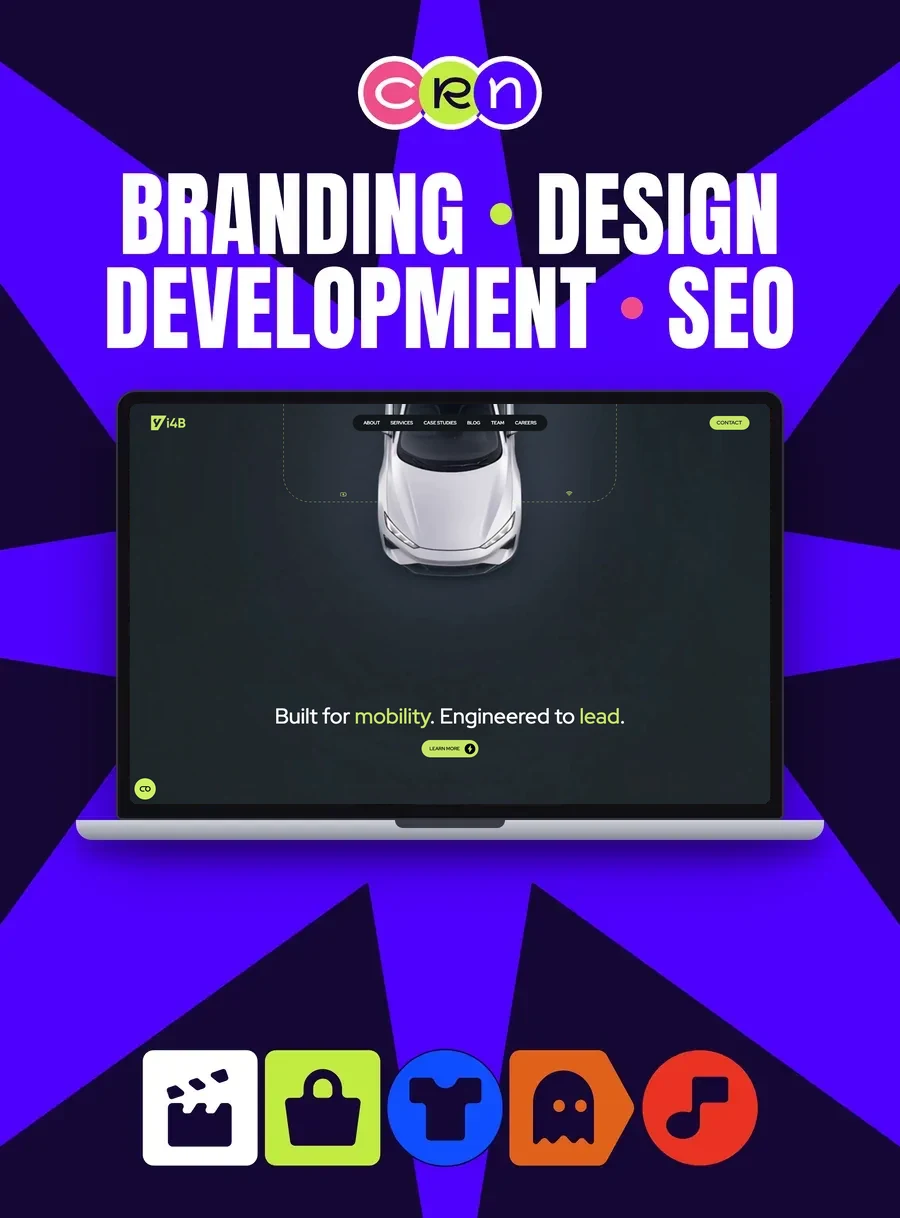 CRn
BRANDING • DESIGN
DEVELOPMENT • SEO
i4B
ABOUT SERVICES CASE STUDIES BLOG TEAM CAREERS
CONTACT
Built for mobility. Engineered to lead.
LEARN MORE